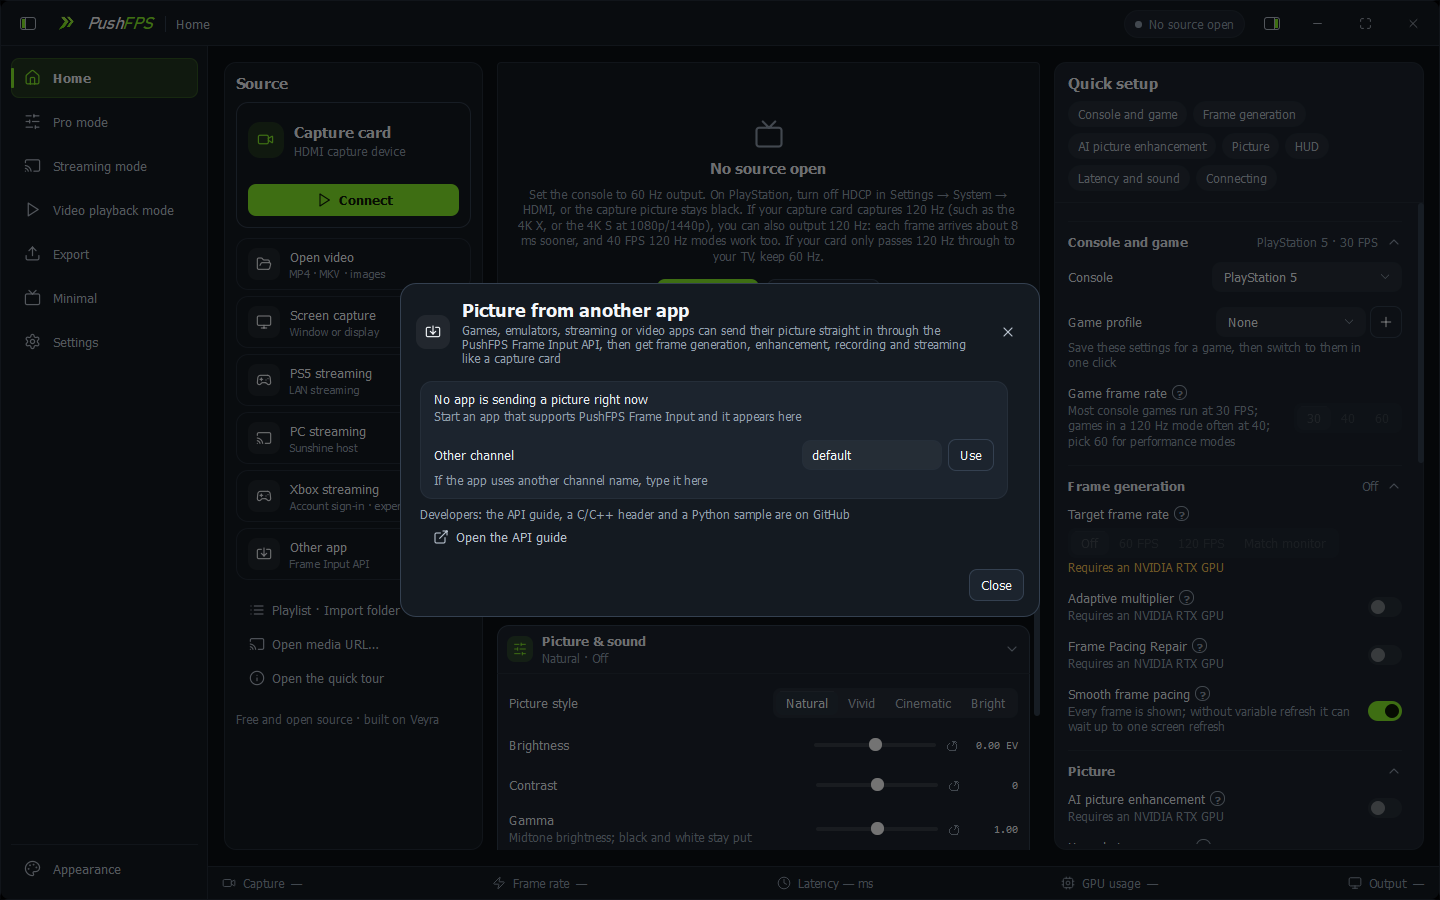 PushFPS
Home
No source open
Home
Pro mode
Streaming mode
Video playback mode
Export
Minimal
Settings
Appearance
Source
Capture card
HDMI capture device
Connect
Open video
MP4 · MKV · images
Screen capture
Window or display
PS5 streaming
LAN streaming
PC streaming
Sunshine host
Xbox streaming
Account sign-in · exper
Other app
Frame Input API
Playlist · Import folder
Open media URL...
Open the quick tour
Free and open source · built on Veyra
No source open
Set the console to 60 Hz output. On PlayStation, turn off HDCP in Settings → System →
HDMI, or the capture picture stays black. If your capture card captures 120 Hz (such as the
4K X, or the 4K S at 1080p/1440p), you can also output 120 Hz: each frame arrives about 8
ms sooner, and 40 FPS 120 Hz modes work too. If your card only passes 120 Hz through to
your TV, keep 60 Hz.
Picture from another app
Games, emulators, streaming or video apps can send their picture straight in through the
PushFPS Frame Input API, then get frame generation, enhancement, recording and streaming
like a capture card
No app is sending a picture right now
Start an app that supports PushFPS Frame Input and it appears here
Other channel
default
Use
If the app uses another channel name, type it here
Developers: the API guide, a C/C++ header and a Python sample are on GitHub
Open the API guide
Close
Picture & sound
Natural · Off
Picture style
Natural
Vivid
Cinematic
Bright
Brightness
0.00 EV
Contrast
0
Gamma
1.00
Midtone brightness; black and white stay put
Quick setup
Console and game
Frame generation
AI picture enhancement
Picture
HUD
Latency and sound
Connecting
Console and game
PlayStation 5 · 30 FPS
Console
PlayStation 5
Game profile
None
Save these settings for a game, then switch to them in
one click
Game frame rate
Most console games run at 30 FPS;
games in a 120 Hz mode often at 40;
pick 60 for performance modes
30
40
60
Frame generation
Off
Target frame rate
Off
60 FPS
120 FPS
Match monitor
Requires an NVIDIA RTX GPU
Adaptive multiplier
Requires an NVIDIA RTX GPU
Frame Pacing Repair
Requires an NVIDIA RTX GPU
Smooth frame pacing
Every frame is shown; without variable refresh it can
wait up to one screen refresh
Picture
AI picture enhancement
Requires an NVIDIA RTX GPU
Capture —
Frame rate —
Latency — ms
GPU usage —
Output —